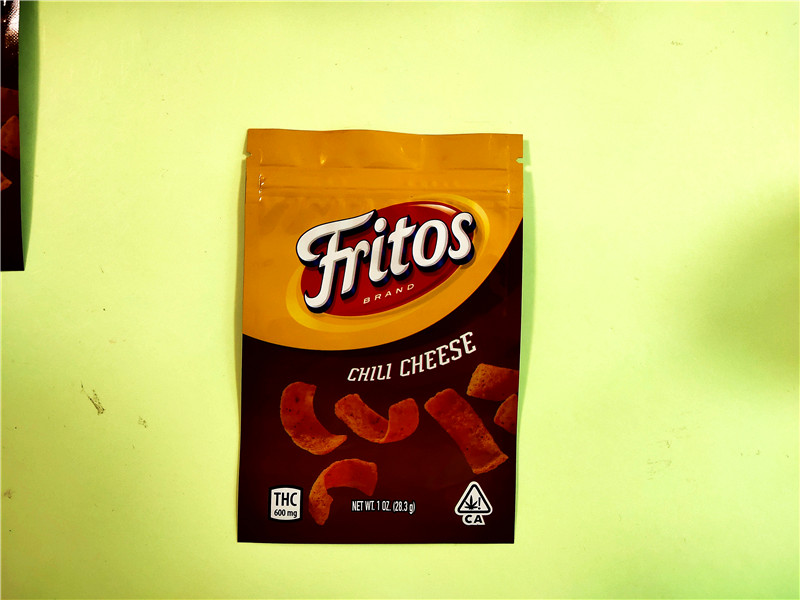 Fritos
BRAND
CHILI CHEESE
THC
600 mg
NET WT. 1 OZ. (28.3 g)
!
CA